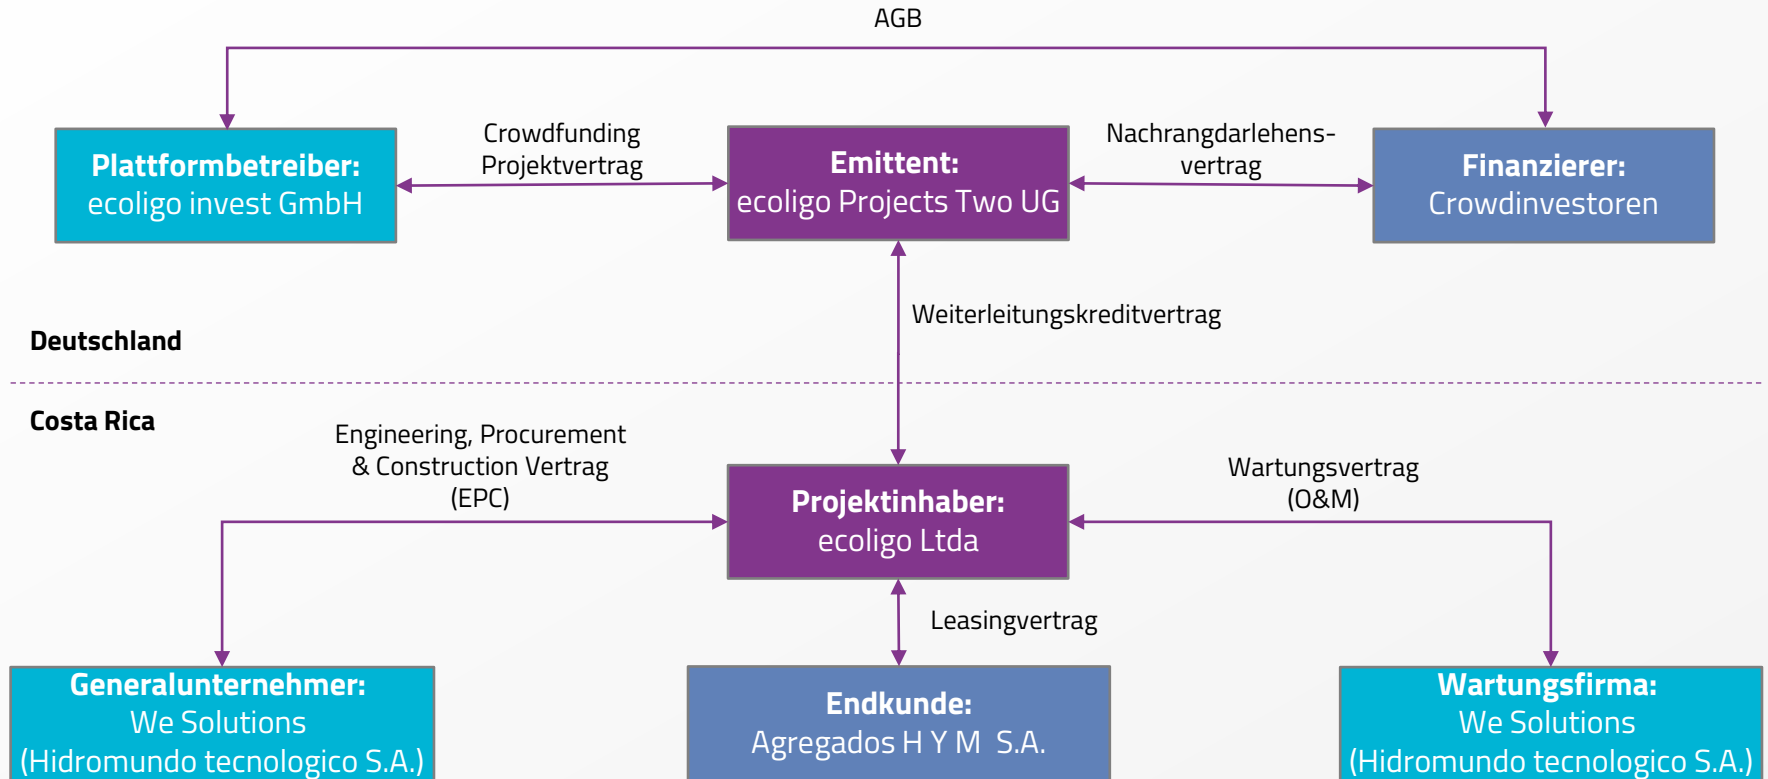 AGB
Plattformbetreiber:
ecoligo invest GmbH
Crowdfunding
Projektvertrag
Emittent:
ecoligo Projects Two UG
Nachrangdarlehens-
vertrag
Finanzierer:
Crowdinvestoren
Weiterleitungskreditvertrag
Deutschland
Costa Rica
Engineering, Procurement
& Construction Vertrag
(EPC)
Projektinhaber:
ecoligo Ltda
Wartungsvertrag
(O&M)
Leasingvertrag
Generalunternehmer:
We Solutions
(Hidromundo tecnologico S.A.)
Endkunde:
Agregados H Y M S.A.
Wartungsfirma:
We Solutions
(Hidromundo tecnologico S.A.)